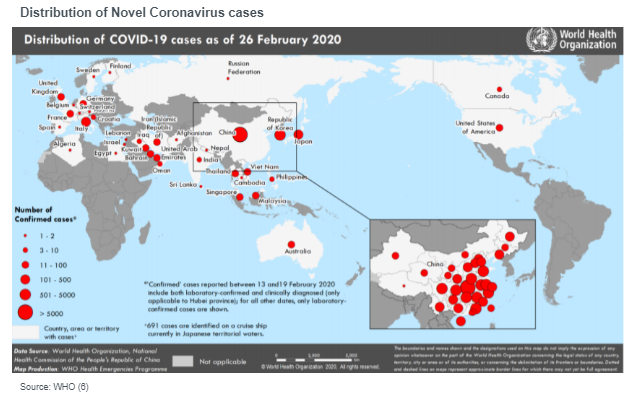 Distribution of Novel Coronavirus cases
Distribution of COVID-19 cases as of 26 February 2020
World Health
Organization
Finland
Sweden
Russian
Federation
United
Kingdom
Germany
Belgium
Switzerland
France
Croatia
Spain
Italy
Lebanon
Iraq
Iran (Islamic
Republic
of)
Afghanistan
China
Republic
of Korea
Japan
Canada
United States
of America
Algeria
Israel
Egypt
Kuwait
Bahrain
United Arab
Emirates
Oman
Nepal
India
Sri Lanka
Thailand
Viet Nam
Cambodia
Philippines
Singapore
Malaysia
Australia
China
Number of
Confirmed cases*
1 - 2
3 - 10
11 - 100
101 - 500
501 - 5000
> 5000
Country, area or territory
with cases*
*'Confirmed' cases reported between 13 and 19 February 2020
include both laboratory-confirmed and clinically diagnosed (only
applicable to Hubei province); for all other dates, only laboratory-
confirmed cases are shown.
*691 cases are identified on a cruise ship
currently in Japanese territorial waters.
Data Source: World Health Organization, National
Health Commission of the People's Republic of China
Map Production: WHO Health Emergencies Programme
Not applicable
© World Health Organization 2020. All rights reserved.
The boundaries and names shown and the designations used on this map do not imply the expression of any
opinion whatsoever on the part of the World Health Organization concerning the legal status of any country,
territory, city or area or of its authorities, or concerning the delimitation of its frontiers or boundaries. Dotted
and dashed lines on maps represent approximate border lines for which there may not yet be full agreement.
Source: WHO (6)